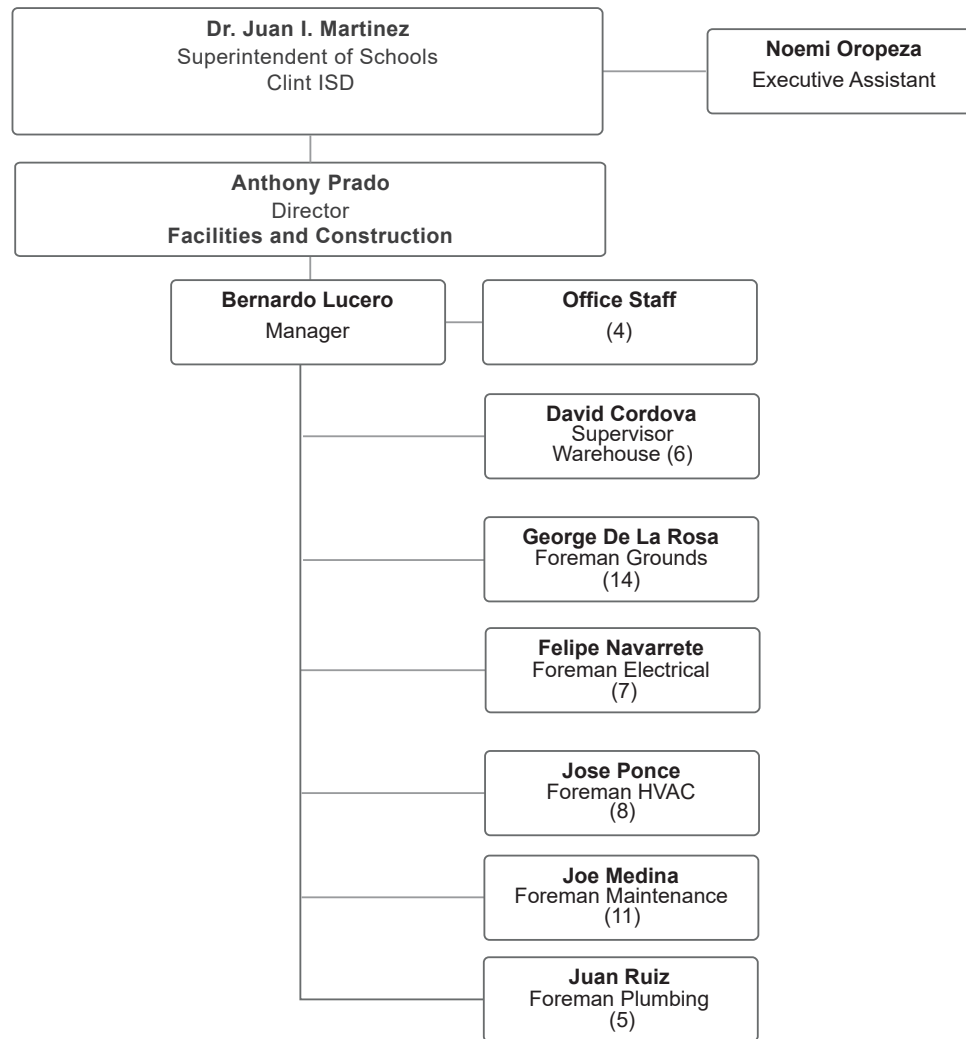 Dr. Juan I. Martinez
Superintendent of Schools
Clint ISD
Noemi Oropeza
Executive Assistant
Anthony Prado
Director
Facilities and Construction
Bernardo Lucero
Manager
Office Staff
(4)
David Cordova
Supervisor
Warehouse (6)
George De La Rosa
Foreman Grounds
(14)
Felipe Navarrete
Foreman Electrical
(7)
Jose Ponce
Foreman HVAC
(8)
Joe Medina
Foreman Maintenance
(11)
Juan Ruiz
Foreman Plumbing
(5)